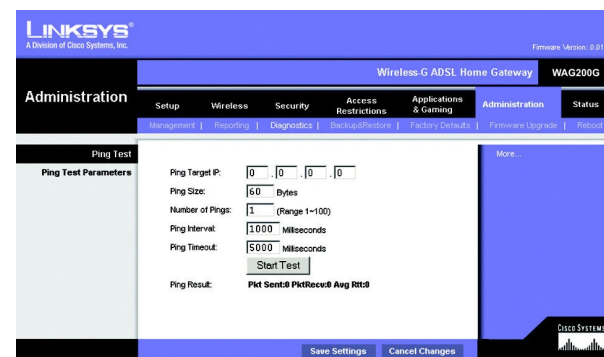 LINKSYS®
A Division of Cisco Systems, Inc.
Firmware Version: 0.01
Wireless-G ADSL Home Gateway WAG200G
Administration
Setup Wireless Security Access Restrictions Applications & Gaming Administration Status
Management | Reporting | Diagnostics | Backup&Restore | Factory Defaults | Firmware Upgrade | Reboot
Ping Test
More...
Ping Test Parameters
Ping Target IP: 0 . 0 . 0 . 0
Ping Size: 60 Bytes
Number of Pings: 1 (Range 1~100)
Ping Interval: 1000 Milliseconds
Ping Timeout: 5000 Milliseconds
Start Test
Ping Result: Pkt Sent:0 PktRecv:0 Avg Rtt:0
CISCO SYSTEMS
Save Settings Cancel Changes